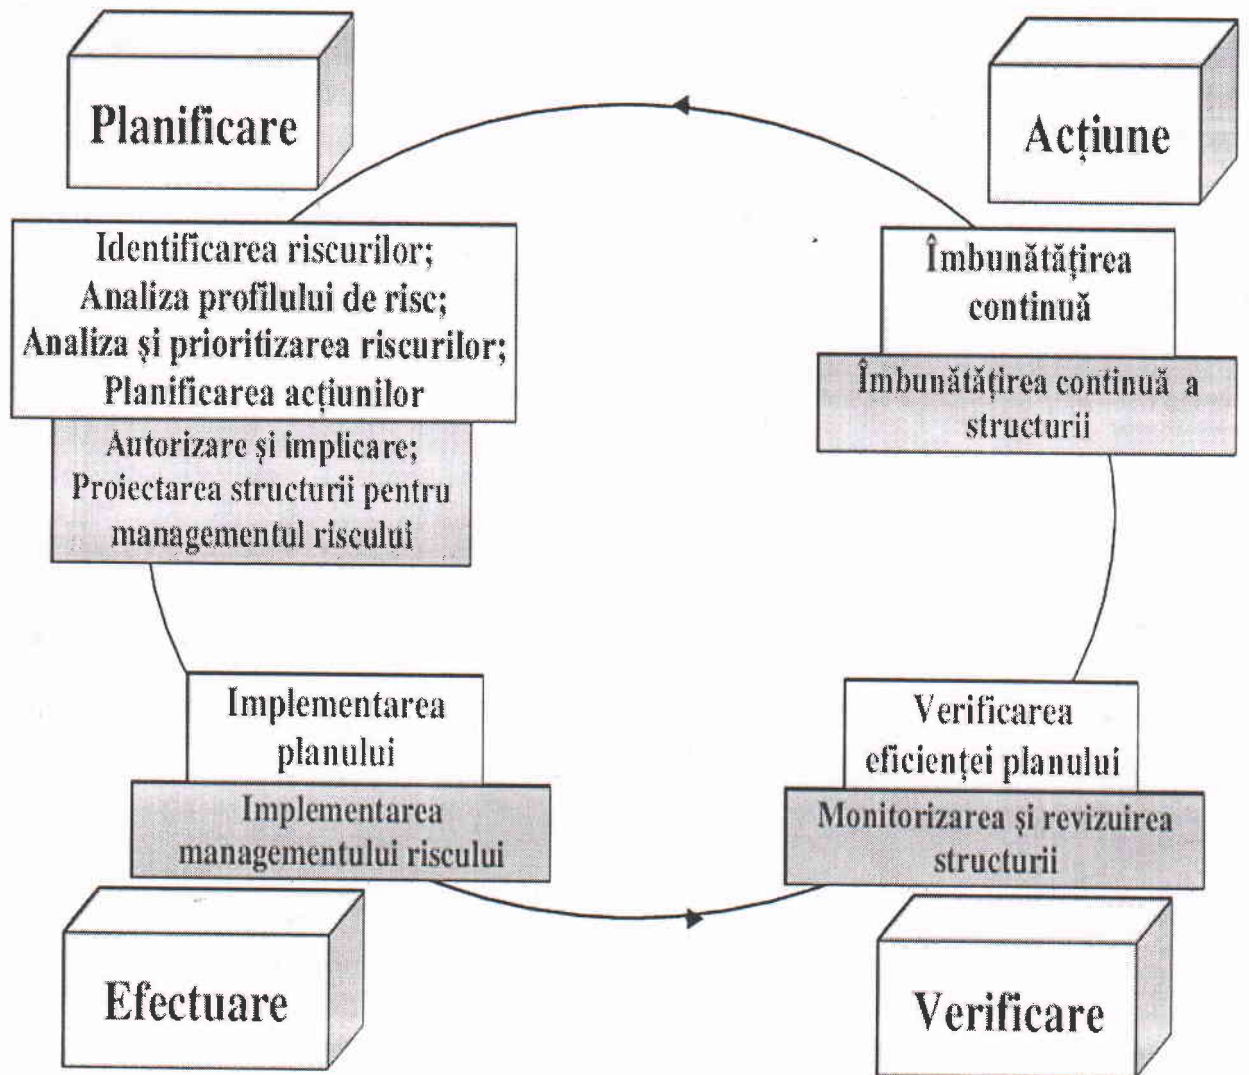 Planificare
Acțiune
Identificarea riscurilor;
Analiza profilului de risc;
Analiza și prioritizarea riscurilor;
Planificarea acțiunilor
Autorizare și implicare;
Proiectarea structurii pentru
managementul riscului
Îmbunătățirea
continuă
Îmbunătățirea continuă a
structurii
Implementarea
planului
Implementarea
managementului riscului
Verificarea
eficienței planului
Monitorizarea și revizuirea
structurii
Efectuare
Verificare